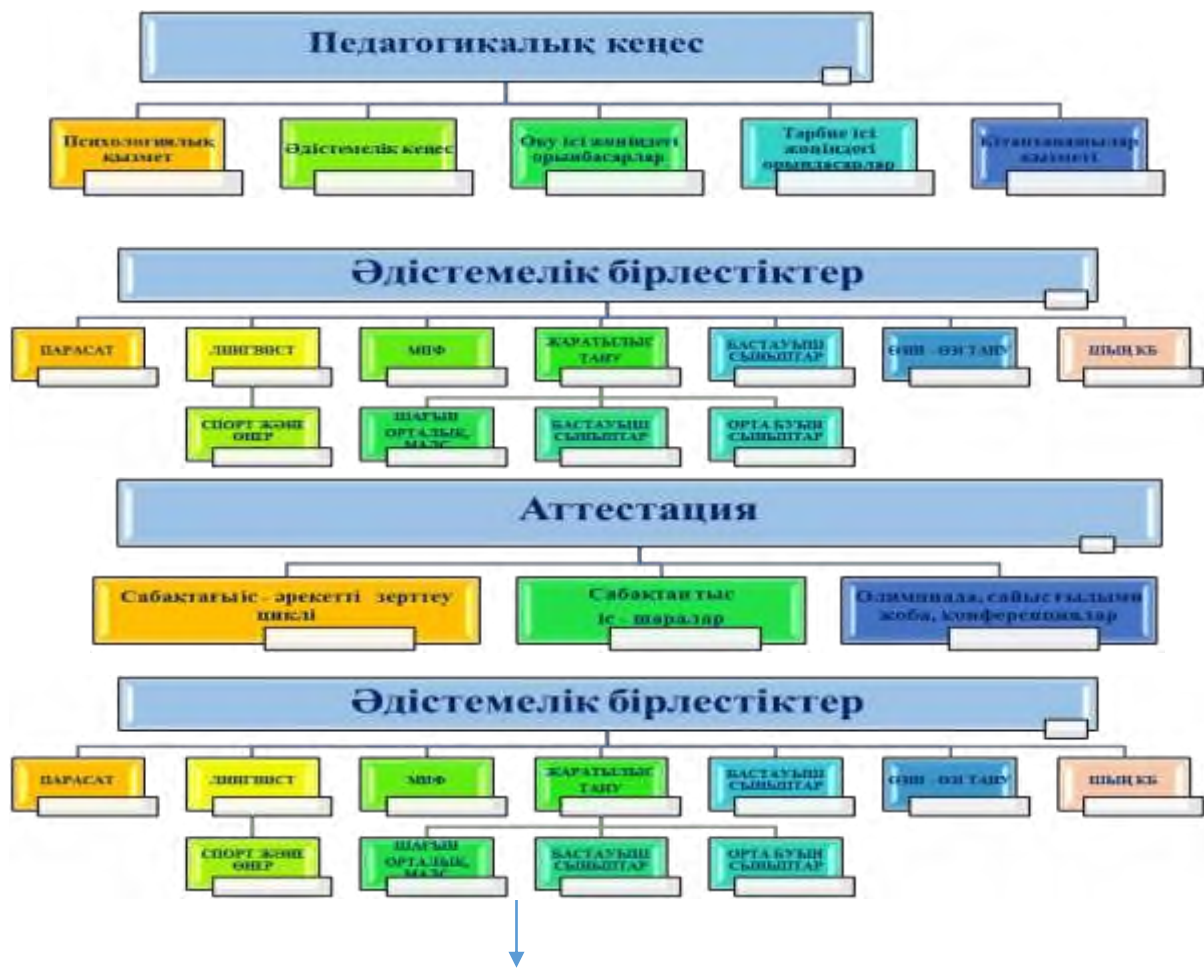 Педагогикалық кеңес
Психологиялық
қызмет
Әдістемелік кеңес
Оқу ісі жөніндегі
орынбасарлар
Тәрбие ісі
жөніндегі
орынбасарлар
Кітапханашылар
қызметі
Әдістемелік бірлестіктер
ПАРАСАТ
ЛИНГВИСТ
МИФ
ЖАРАТЫЛЫС
ТАНУ
БАСТАУЫШ
СЫНЫПТАР
ӨЗІН - ӨЗІ ТАНУ
ШЫҢ КБ
СПОРТ ЖӘНЕ
ӨНЕР
ШАҒЫН
ОРТАЛЫҚ,
БАСТАУЫШ
СЫНЫПТАР
ОРТА БУЫН
СЫНЫПТАР
Аттестация
Сабақтағы іс - әрекетті зерттеу
циклі
Сабақтан тыс
іс - шаралар
Олимпиада, сайыс ғылыми
жоба, конференциялар
Әдістемелік бірлестіктер
ПАРАСАТ
ЛИНГВИСТ
МИФ
ЖАРАТЫЛЫС
ТАНУ
БАСТАУЫШ
СЫНЫПТАР
ӨЗІН - ӨЗІ ТАНУ
ШЫҢ КБ
СПОРТ ЖӘНЕ
ӨНЕР
ШАҒЫН
ОРТАЛЫҚ,
БАСТАУЫШ
СЫНЫПТАР
ОРТА БУЫН
СЫНЫПТАР